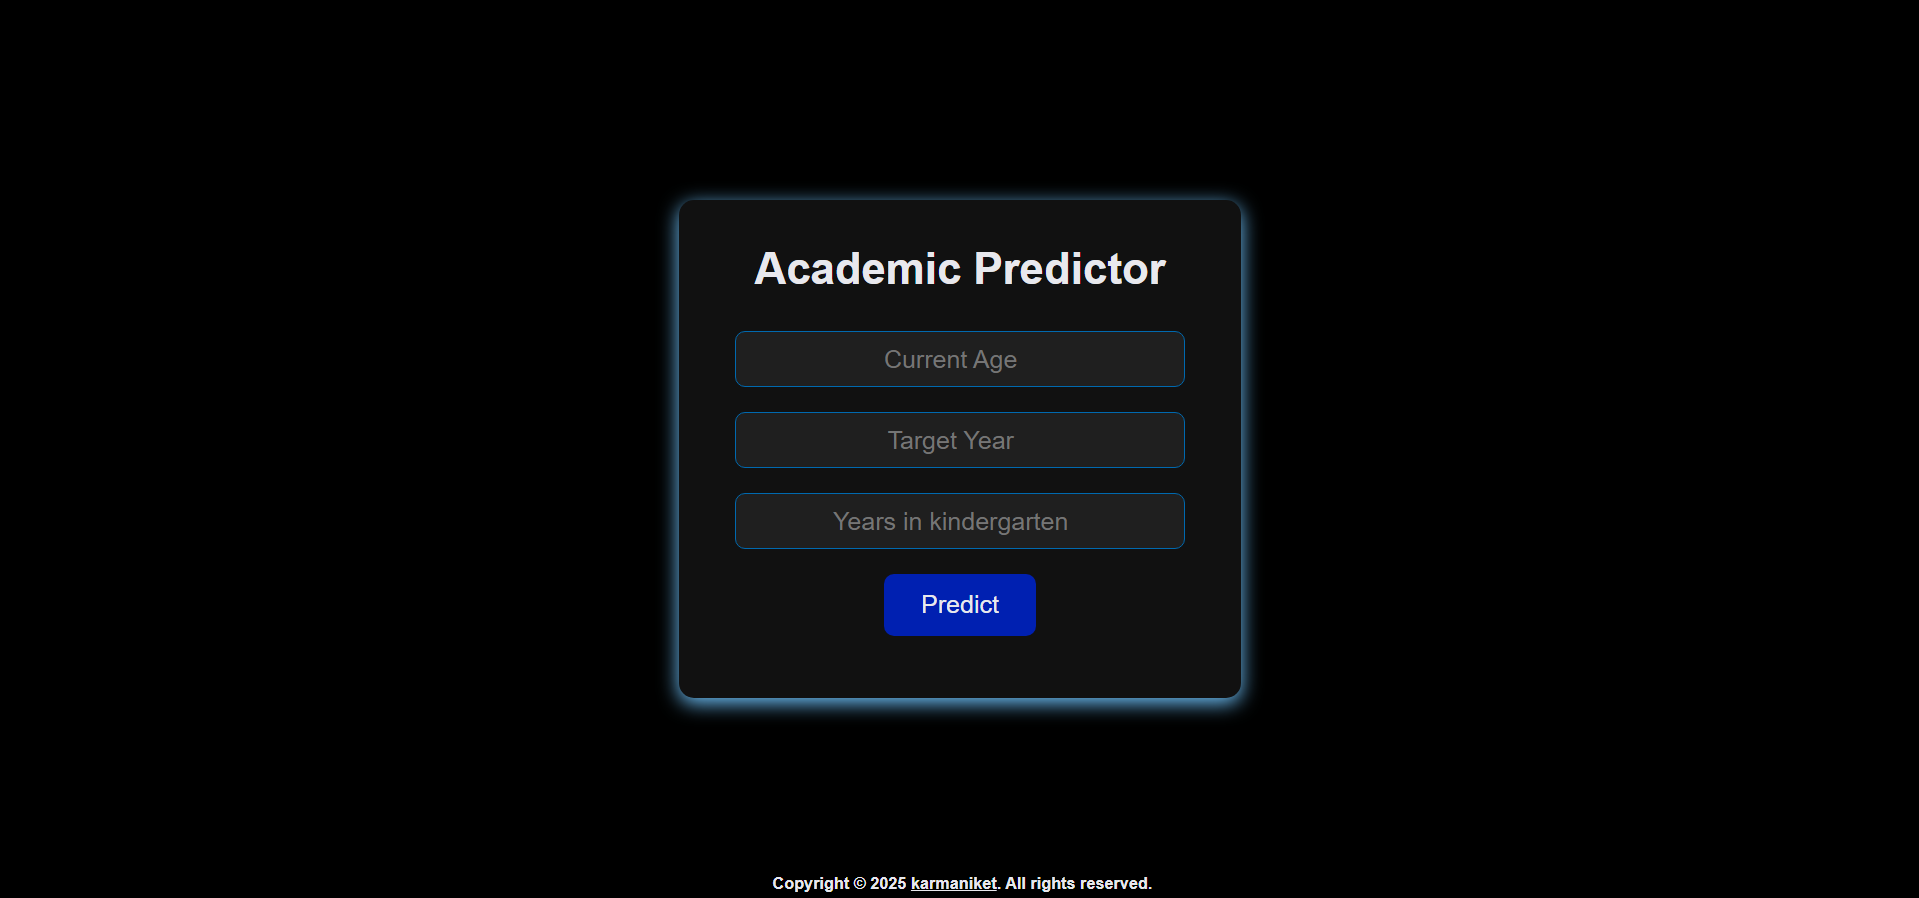 Academic Predictor
Current Age
Target Year
Years in kindergarten
Predict
Copyright © 2025 karmaniket. All rights reserved.